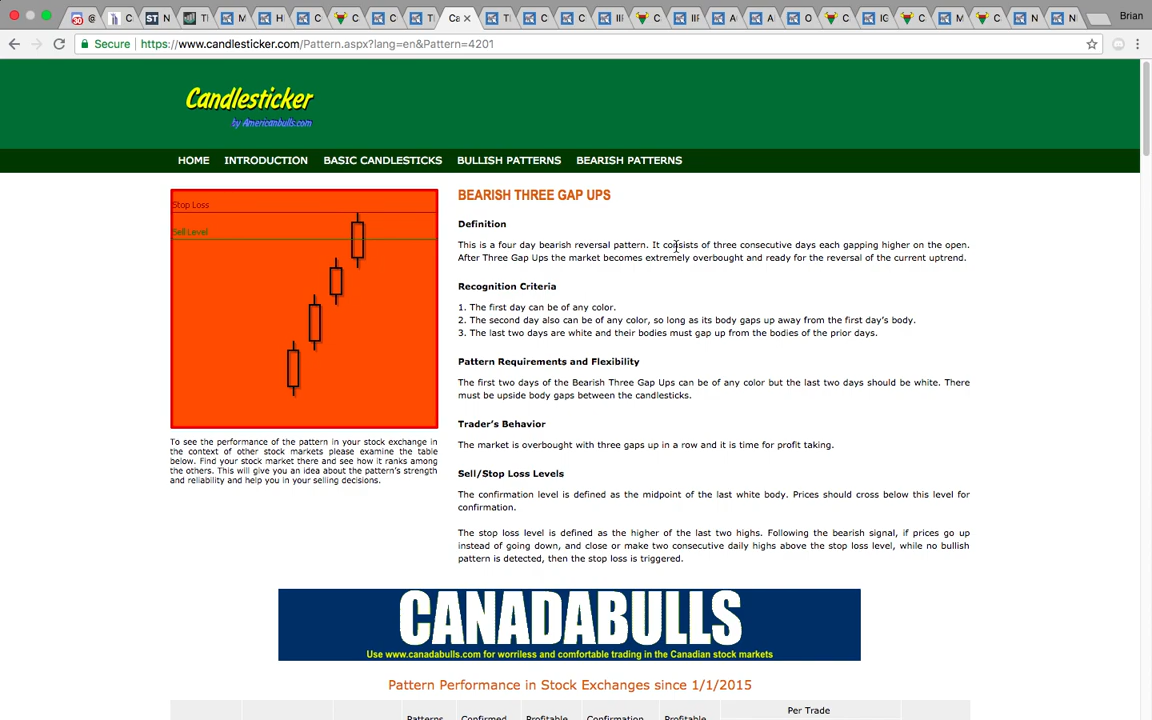 30 @ C ST N TI M H C C C TI Ca TI C C IIF C IIF A A O C IC C M C N N Brian
Secure https://www.candlesticker.com/Pattern.aspx?lang=en&Pattern=4201
Candlesticker
by Americanbulls.com
HOME INTRODUCTION BASIC CANDLESTICKS BULLISH PATTERNS BEARISH PATTERNS
Stop Loss
Sell Level
To see the performance of the pattern in your stock exchange in
the context of other stock markets please examine the table
below. Find your stock market there and see how it ranks among
the others. This will give you an idea about the pattern's strength
and reliability and help you in your selling decisions.
BEARISH THREE GAP UPS
Definition
This is a four day bearish reversal pattern. It consists of three consecutive days each gapping higher on the open.
After Three Gap Ups the market becomes extremely overbought and ready for the reversal of the current uptrend.
Recognition Criteria
1. The first day can be of any color.
2. The second day also can be of any color, so long as its body gaps up away from the first day's body.
3. The last two days are white and their bodies must gap up from the bodies of the prior days.
Pattern Requirements and Flexibility
The first two days of the Bearish Three Gap Ups can be of any color but the last two days should be white. There
must be upside body gaps between the candlesticks.
Trader's Behavior
The market is overbought with three gaps up in a row and it is time for profit taking.
Sell/Stop Loss Levels
The confirmation level is defined as the midpoint of the last white body. Prices should cross below this level for
confirmation.
The stop loss level is defined as the higher of the last two highs. Following the bearish signal, if prices go up
instead of going down, and close or make two consecutive daily highs above the stop loss level, while no bullish
pattern is detected, then the stop loss is triggered.
CANADABULLS
Use www.canadabulls.com for worriless and comfortable trading in the Canadian stock markets
Pattern Performance in Stock Exchanges since 1/1/2015
Per Trade
Patterns Confirmed Profitable Confirmation Profitable